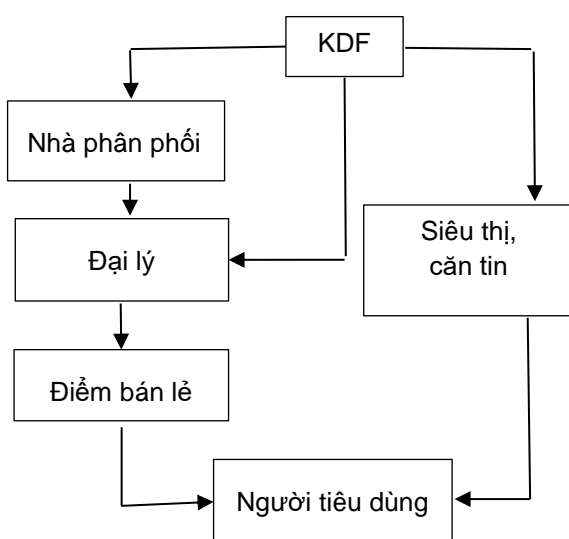 KDF
Nhà phân phối
Đại lý
Siêu thị,
căn tin
Điểm bán lẻ
Người tiêu dùng